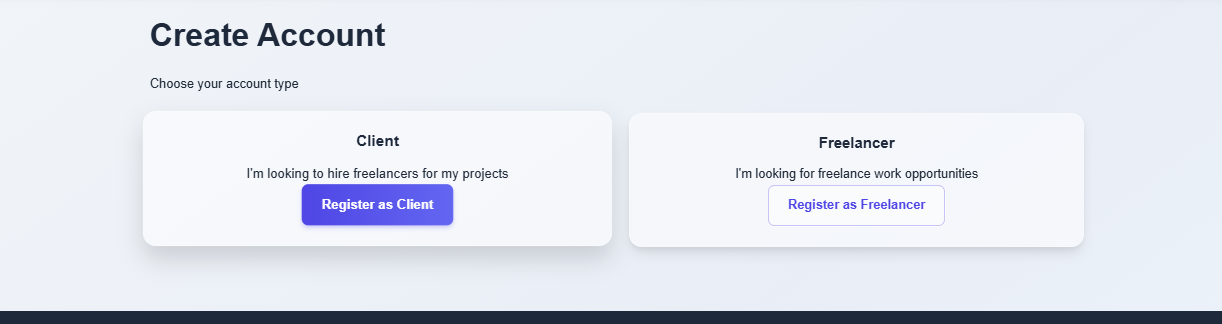 Create Account
Choose your account type
Client
I'm looking to hire freelancers for my projects
Register as Client
Freelancer
I'm looking for freelance work opportunities
Register as Freelancer